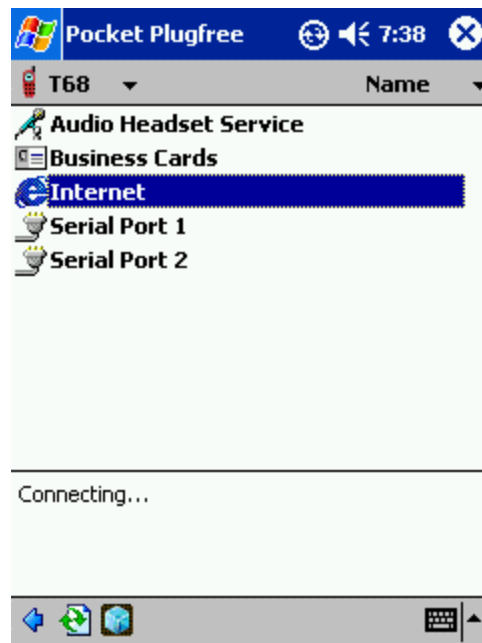 Pocket Plugfree 7:38
T68 Name
Audio Headset Service
Business Cards
Internet
Serial Port 1
Serial Port 2
Connecting...